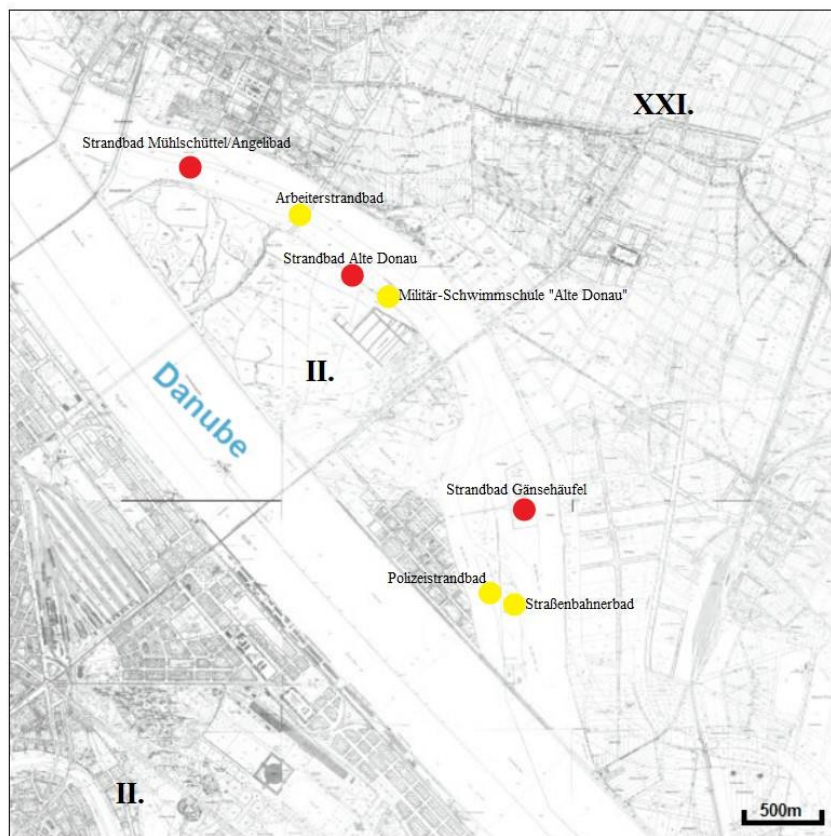 XXI.
Strandbad Mühlschüttel/Angelibad
Arbeiterstrandbad
Strandbad Alte Donau
Militär-Schwimmschule "Alte Donau"
II.
Danube
Strandbad Gänsehäufel
Polizeistrandbad
Straßenbahnerbad
II.
500m